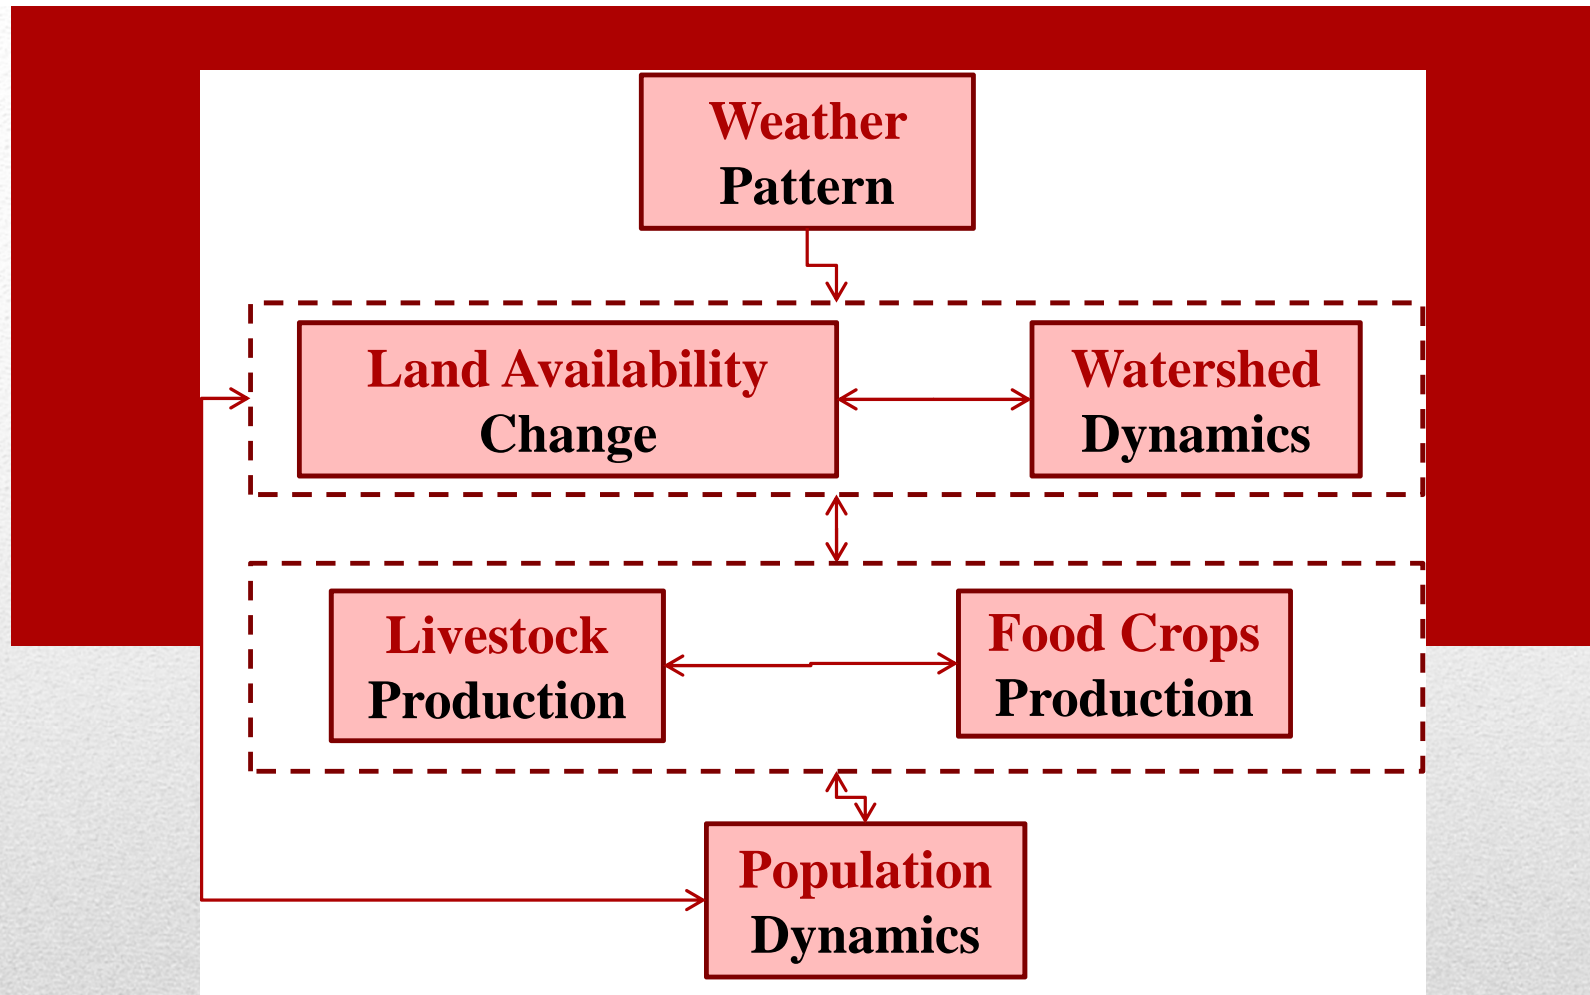 Weather
Pattern
Land Availability
Change
Watershed
Dynamics
Livestock
Production
Food Crops
Production
Population
Dynamics